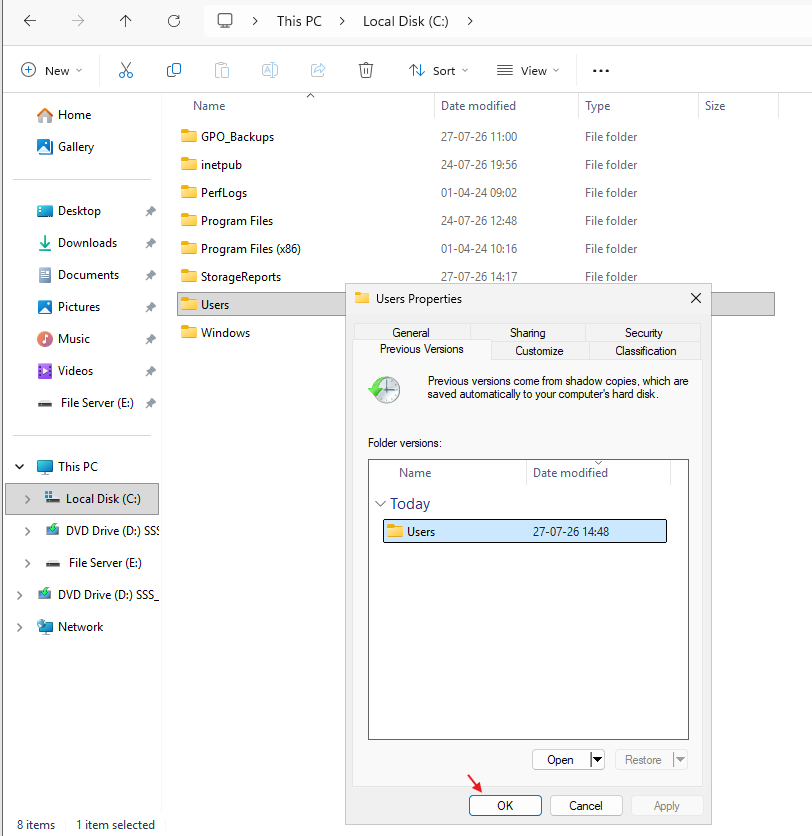 This PC Local Disk (C:)
New Sort View
Name Date modified Type Size
Home
Gallery
Desktop
Downloads
Documents
Pictures
Music
Videos
File Server (E:)
This PC
Local Disk (C:)
DVD Drive (D:) SSS
File Server (E:)
DVD Drive (D:) SSS_
Network
GPO_Backups 27-07-26 11:00 File folder
inetpub 24-07-26 19:56 File folder
PerfLogs 01-04-24 09:02 File folder
Program Files 24-07-26 12:48 File folder
Program Files (x86) 01-04-24 10:16 File folder
StorageReports 27-07-26 14:17 File folder
Users
Windows
Users Properties
General Sharing Security
Previous Versions Customize Classification
Previous versions come from shadow copies, which are
saved automatically to your computer's hard disk.
Folder versions:
Name Date modified
Today
Users 27-07-26 14:48
Open Restore
OK Cancel Apply
8 items 1 item selected